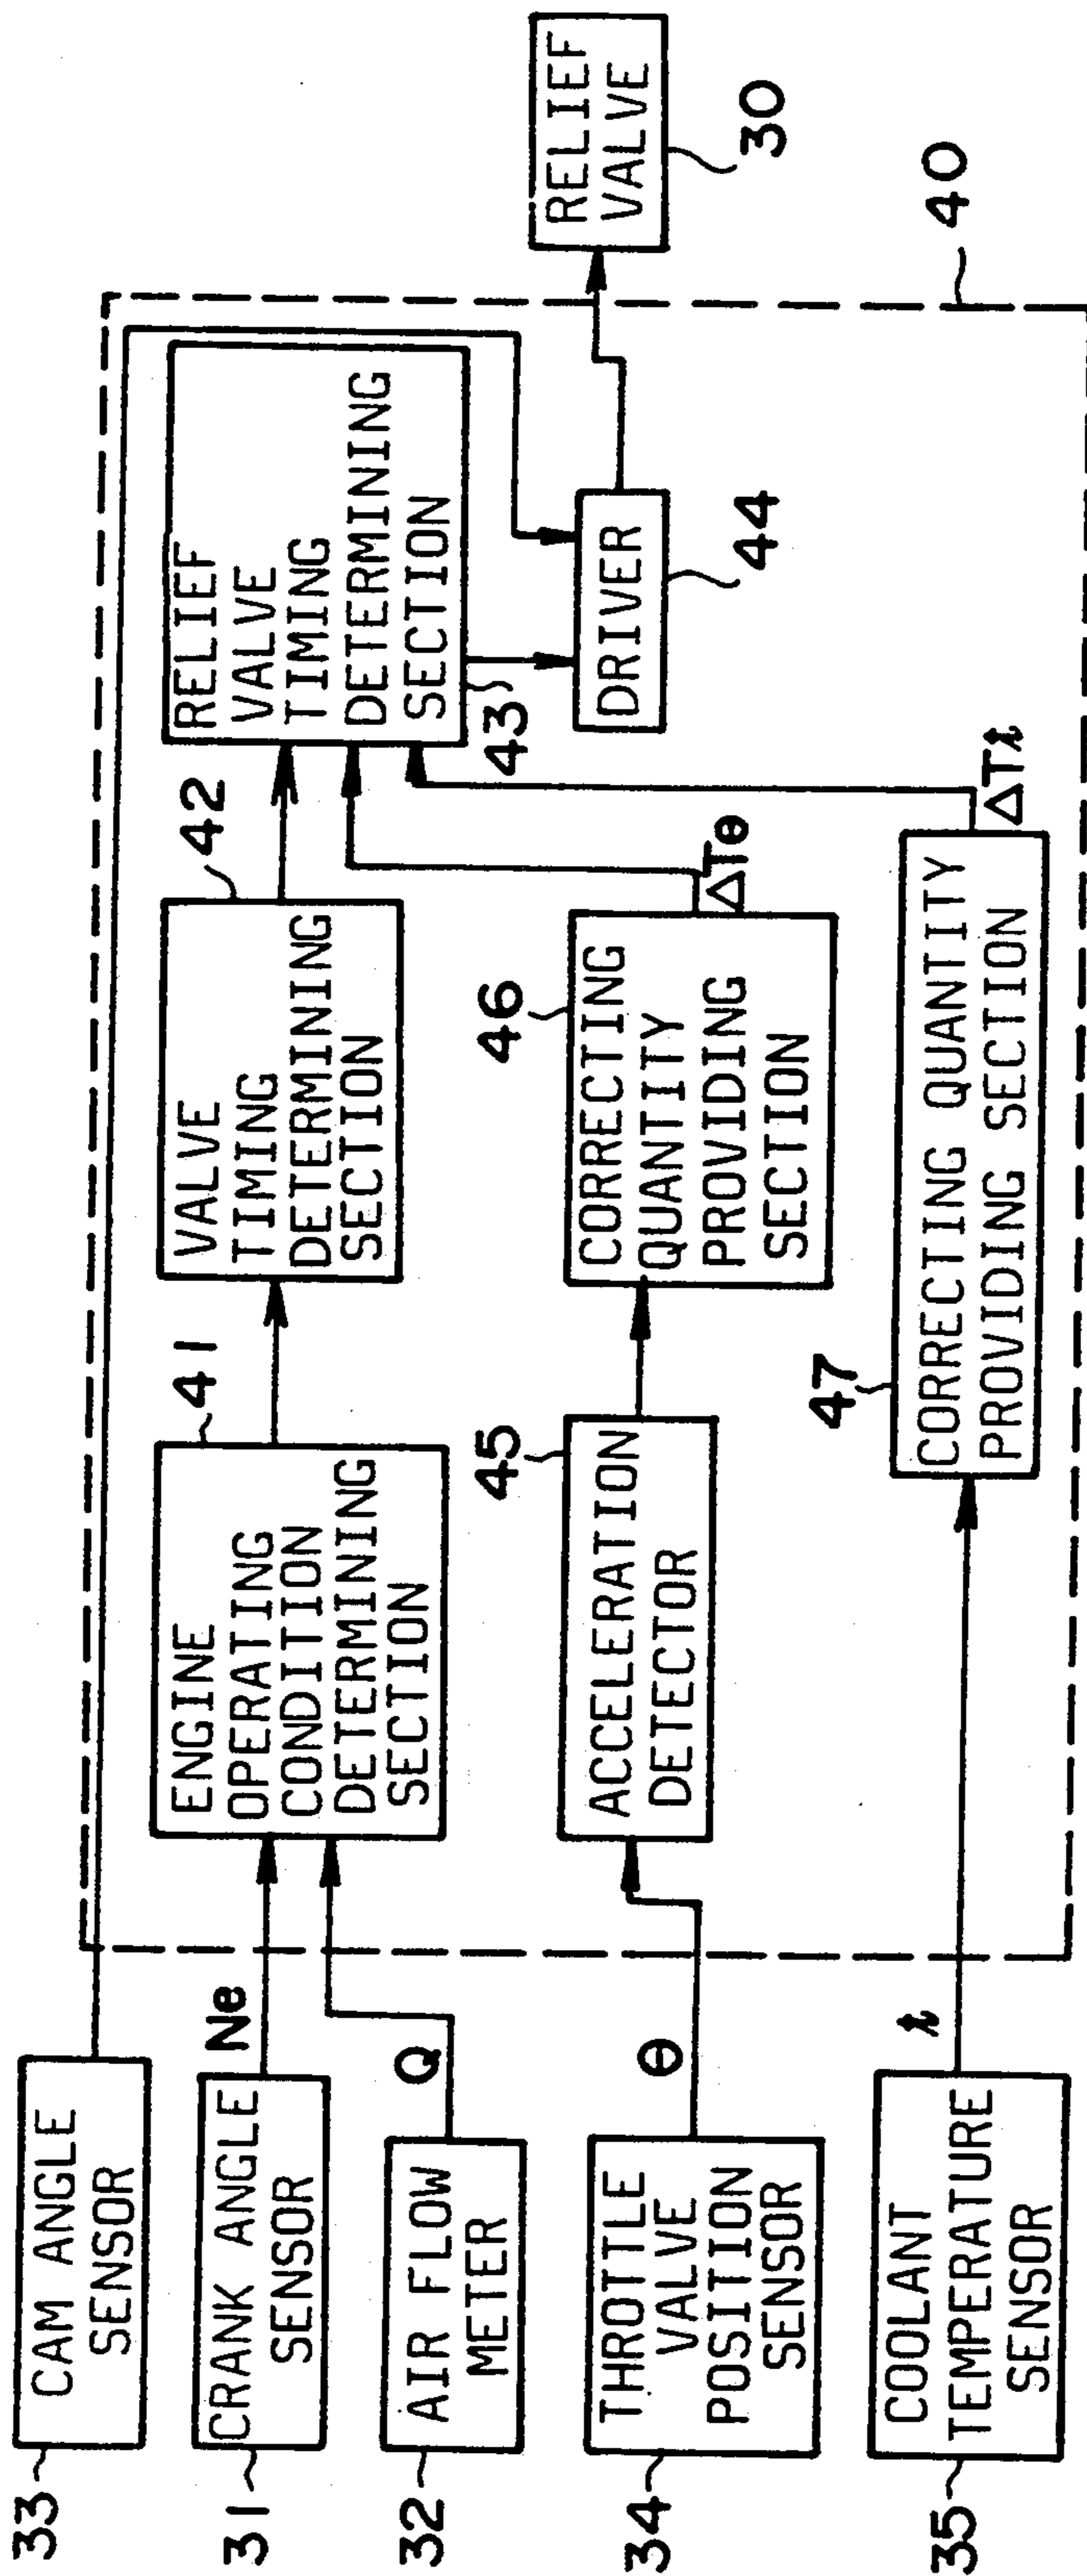 33
CAM ANGLE
SENSOR
31
CRANK ANGLE
SENSOR
Ne
32
AIR FLOW
METER
Q
34
THROTTLE
VALVE
POSITION
SENSOR
θ
35
COOLANT
TEMPERATURE
SENSOR
t
41
ENGINE
OPERATING
CONDITION
DETERMINING
SECTION
42
VALVE
TIMING
DETERMINING
SECTION
RELIEF
VALVE
TIMING
DETERMINING
SECTION
43
45
ACCELERATION
DETECTOR
46
CORRECTING
QUANTITY
PROVIDING
SECTION
ΔTθ
47
CORRECTING QUANTITY
PROVIDING SECTION
ΔTt
DRIVER
44
RELIEF
VALVE
30
40